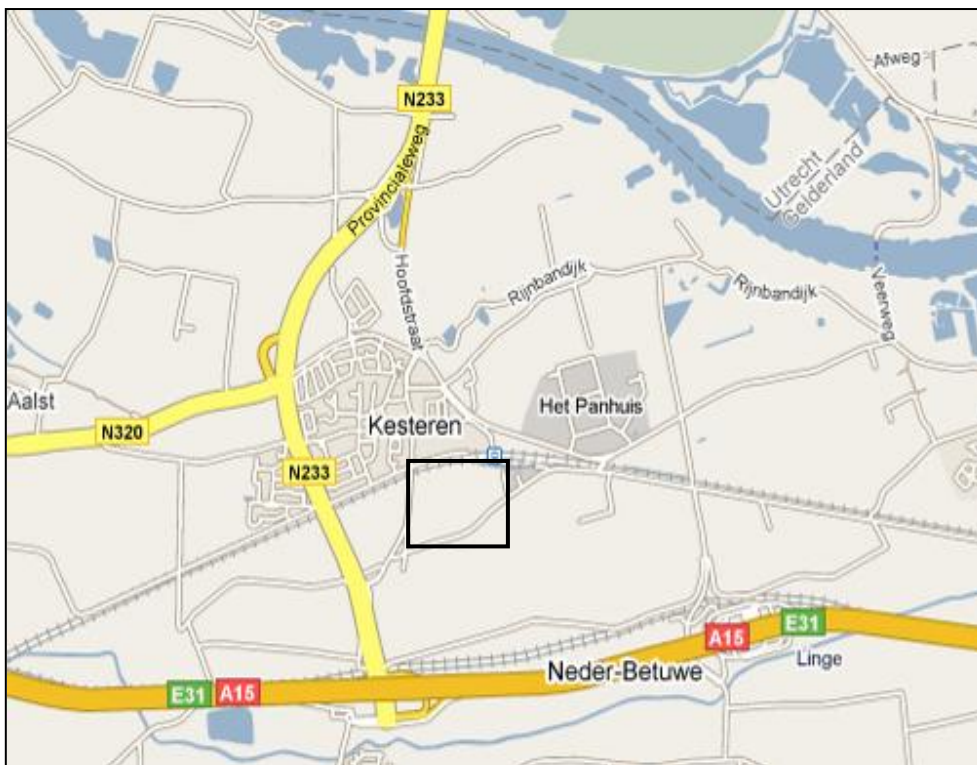 Afweg
N233
Provincialeweg
Utrecht
Gelderland
Hoofdstraat
Rijnbandijk
Rijnbandijk
Veerweg
Aalst
Het Panhuis
Kesteren
N320
N233
A15
E31
Linge
Neder-Betuwe
E31
A15